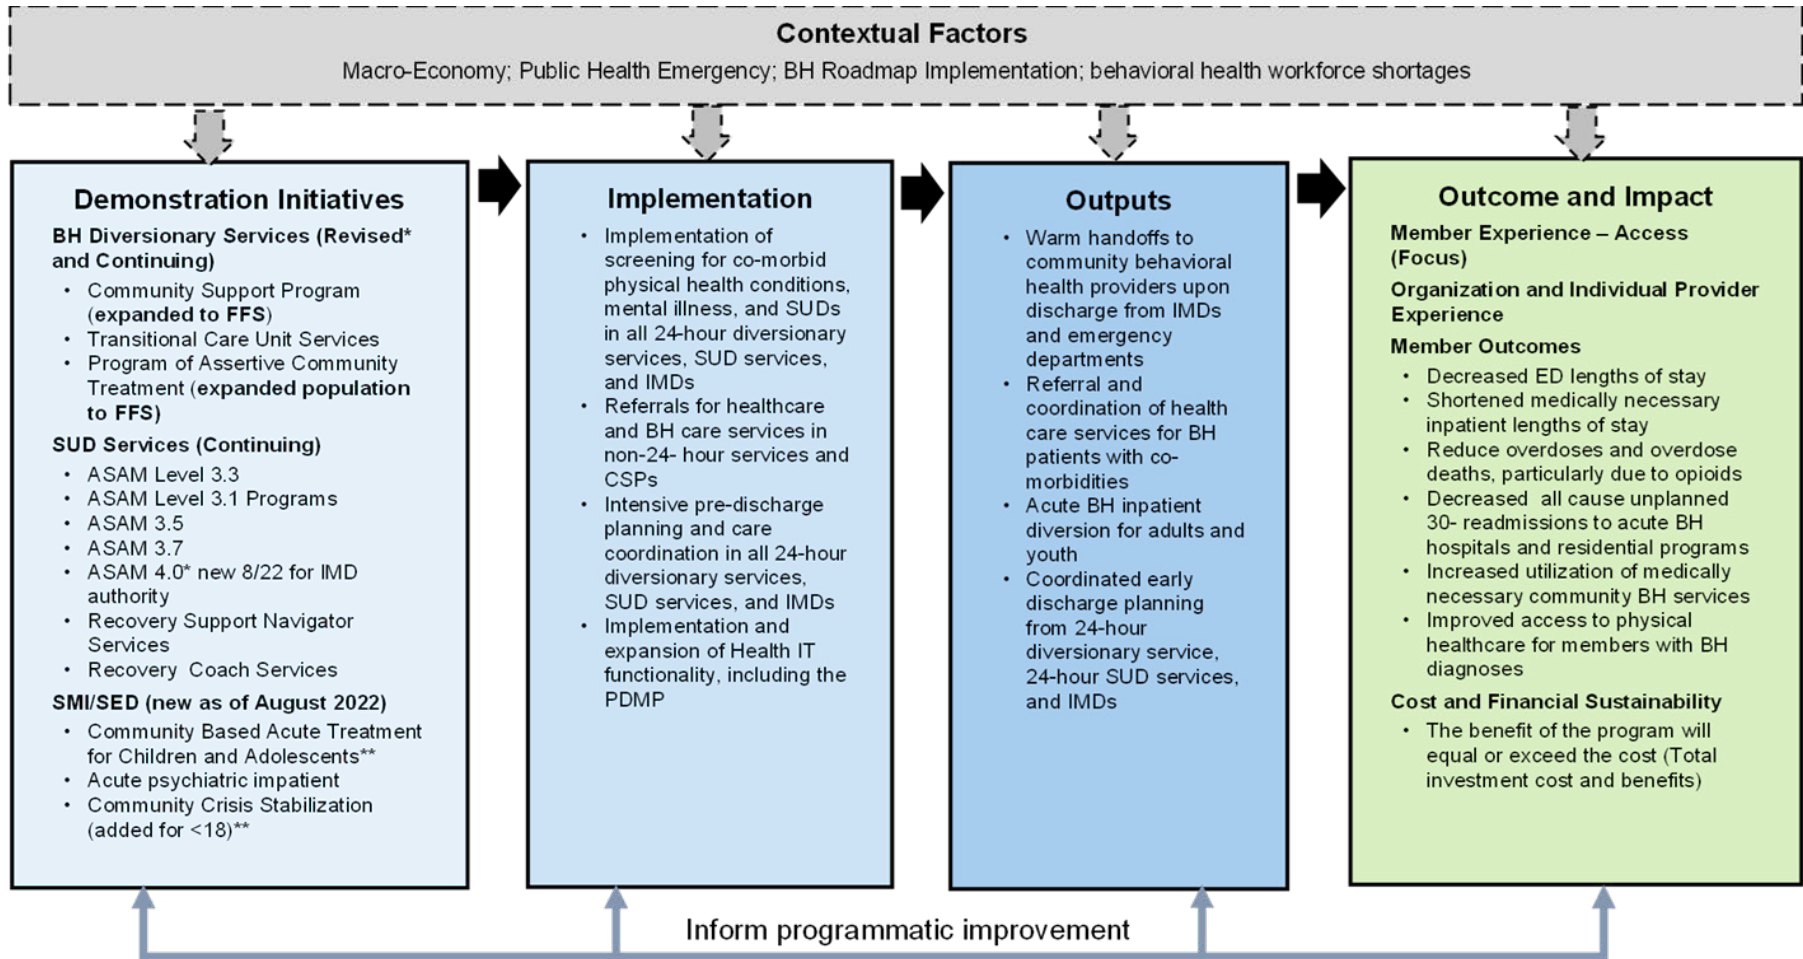 Contextual Factors
Macro-Economy; Public Health Emergency; BH Roadmap Implementation; behavioral health workforce shortages
Demonstration Initiatives
BH Diversionary Services (Revised*
and Continuing)
• Community Support Program
(expanded to FFS)
• Transitional Care Unit Services
• Program of Assertive Community
Treatment (expanded population
to FFS)
SUD Services (Continuing)
• ASAM Level 3.3
• ASAM Level 3.1 Programs
• ASAM 3.5
• ASAM 3.7
• ASAM 4.0* new 8/22 for IMD
authority
• Recovery Support Navigator
Services
• Recovery Coach Services
SMI/SED (new as of August 2022)
• Community Based Acute Treatment
for Children and Adolescents**
• Acute psychiatric impatient
• Community Crisis Stabilization
(added for <18)**
Implementation
• Implementation of
screening for co-morbid
physical health conditions,
mental illness, and SUDs
in all 24-hour diversionary
services, SUD services,
and IMDs
• Referrals for healthcare
and BH care services in
non-24- hour services and
CSPs
• Intensive pre-discharge
planning and care
coordination in all 24-hour
diversionary services,
SUD services, and IMDs
• Implementation and
expansion of Health IT
functionality, including the
PDMP
Outputs
• Warm handoffs to
community behavioral
health providers upon
discharge from IMDs
and emergency
departments
• Referral and
coordination of health
care services for BH
patients with co-
morbidities
• Acute BH inpatient
diversion for adults and
youth
• Coordinated early
discharge planning
from 24-hour
diversionary service,
24-hour SUD services,
and IMDs
Outcome and Impact
Member Experience – Access
(Focus)
Organization and Individual Provider
Experience
Member Outcomes
• Decreased ED lengths of stay
• Shortened medically necessary
inpatient lengths of stay
• Reduce overdoses and overdose
deaths, particularly due to opioids
• Decreased all cause unplanned
30- readmissions to acute BH
hospitals and residential programs
• Increased utilization of medically
necessary community BH services
• Improved access to physical
healthcare for members with BH
diagnoses
Cost and Financial Sustainability
• The benefit of the program will
equal or exceed the cost (Total
investment cost and benefits)
Inform programmatic improvement